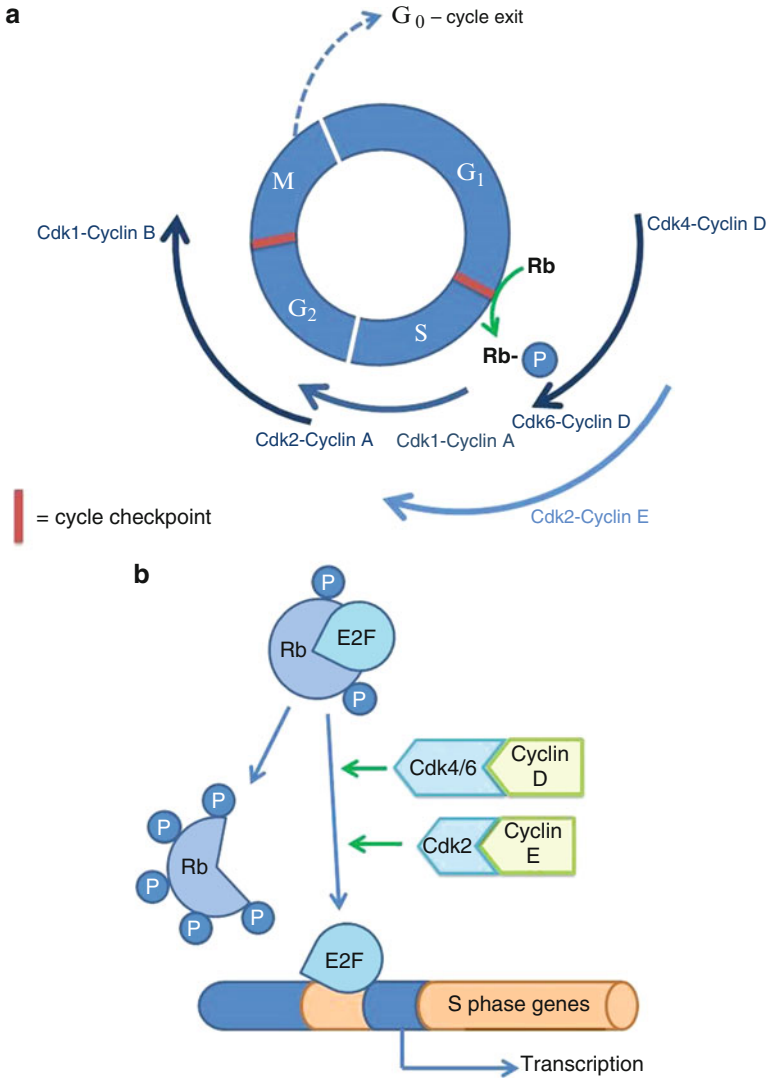 a
G0 – cycle exit
M
G1
Cdk1-Cyclin B
Cdk4-Cyclin D
Rb
G2
S
Rb- P
Cdk6-Cyclin D
Cdk2-Cyclin A
Cdk1-Cyclin A
Cdk2-Cyclin E
= cycle checkpoint
b
P
Rb
E2F
P
Cdk4/6
Cyclin
D
Cdk2
Cyclin
E
P
P
Rb
P
P
P
E2F
S phase genes
Transcription